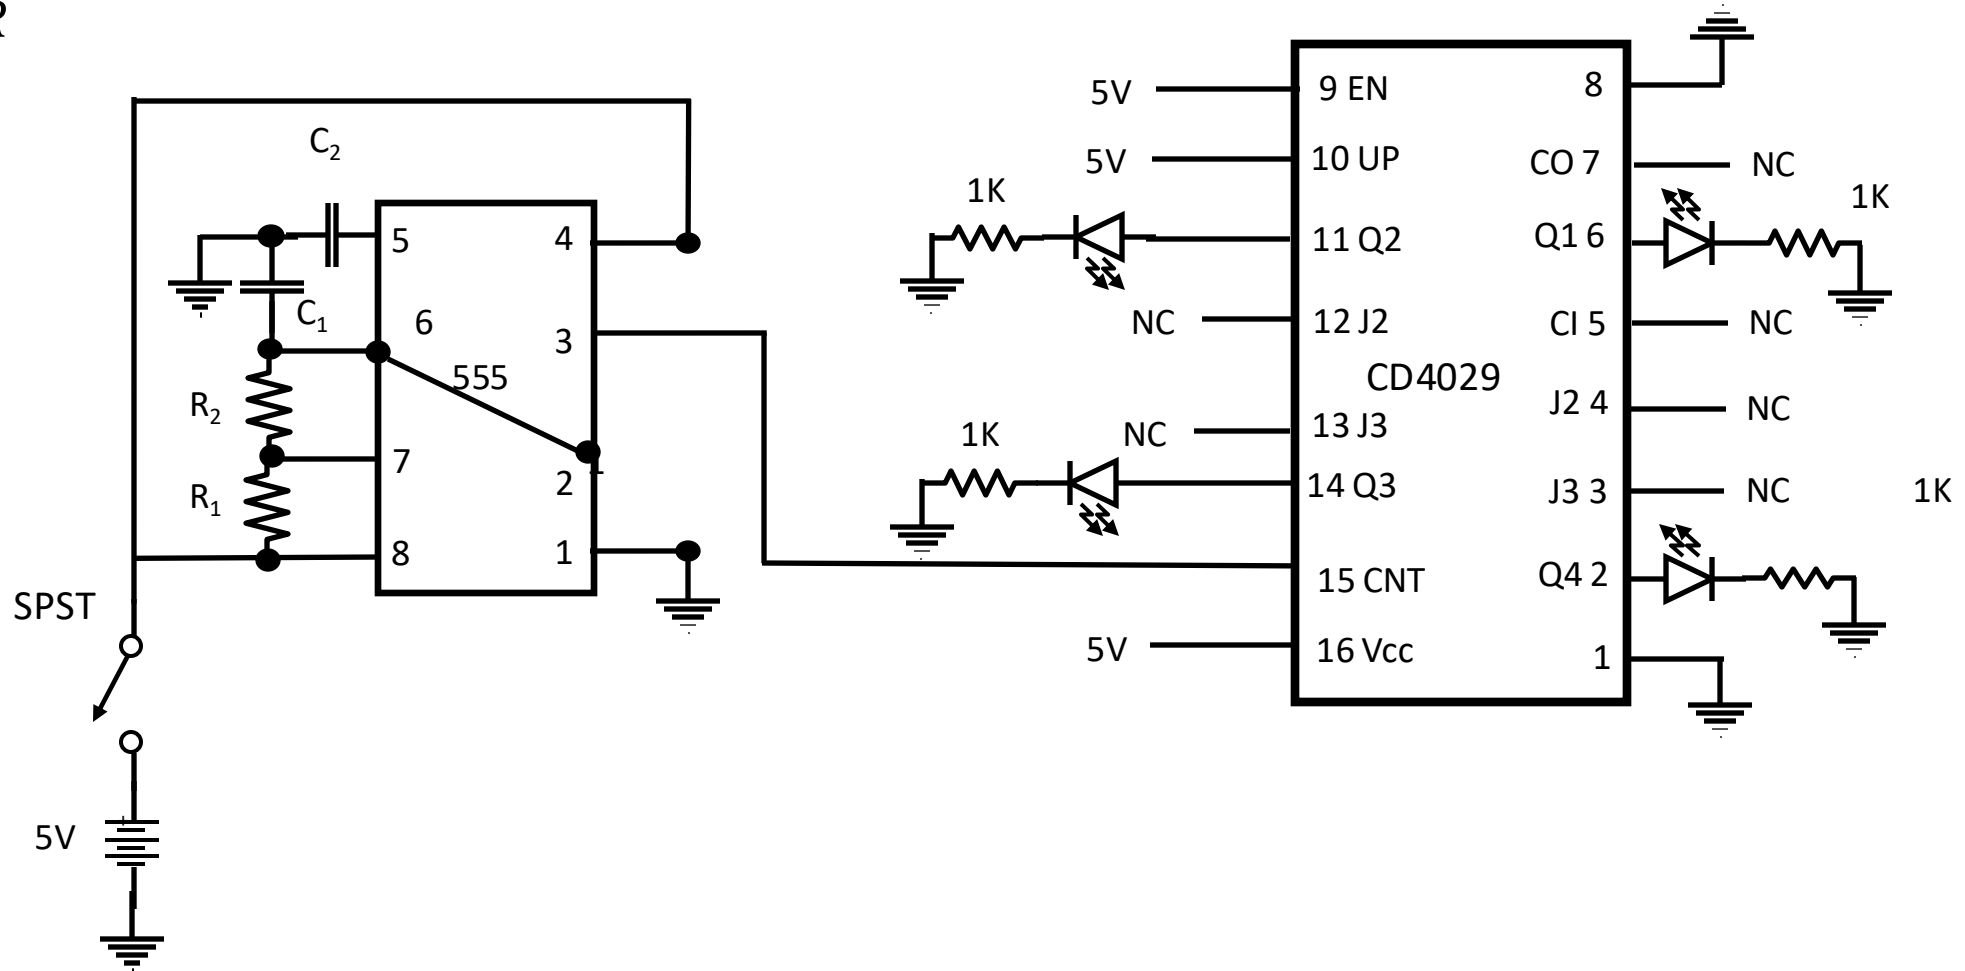 R
C2
5
4
6
C1
3
555
R2
7
2
1
R1
8
1
SPST
5V
5V
9 EN
8
5V
10 UP
CO 7
NC
1K
11 Q2
Q1 6
1K
NC
12 J2
CI 5
NC
CD4029
J2 4
NC
1K
NC
13 J3
14 Q3
J3 3
NC
1K
15 CNT
Q4 2
5V
16 Vcc
1